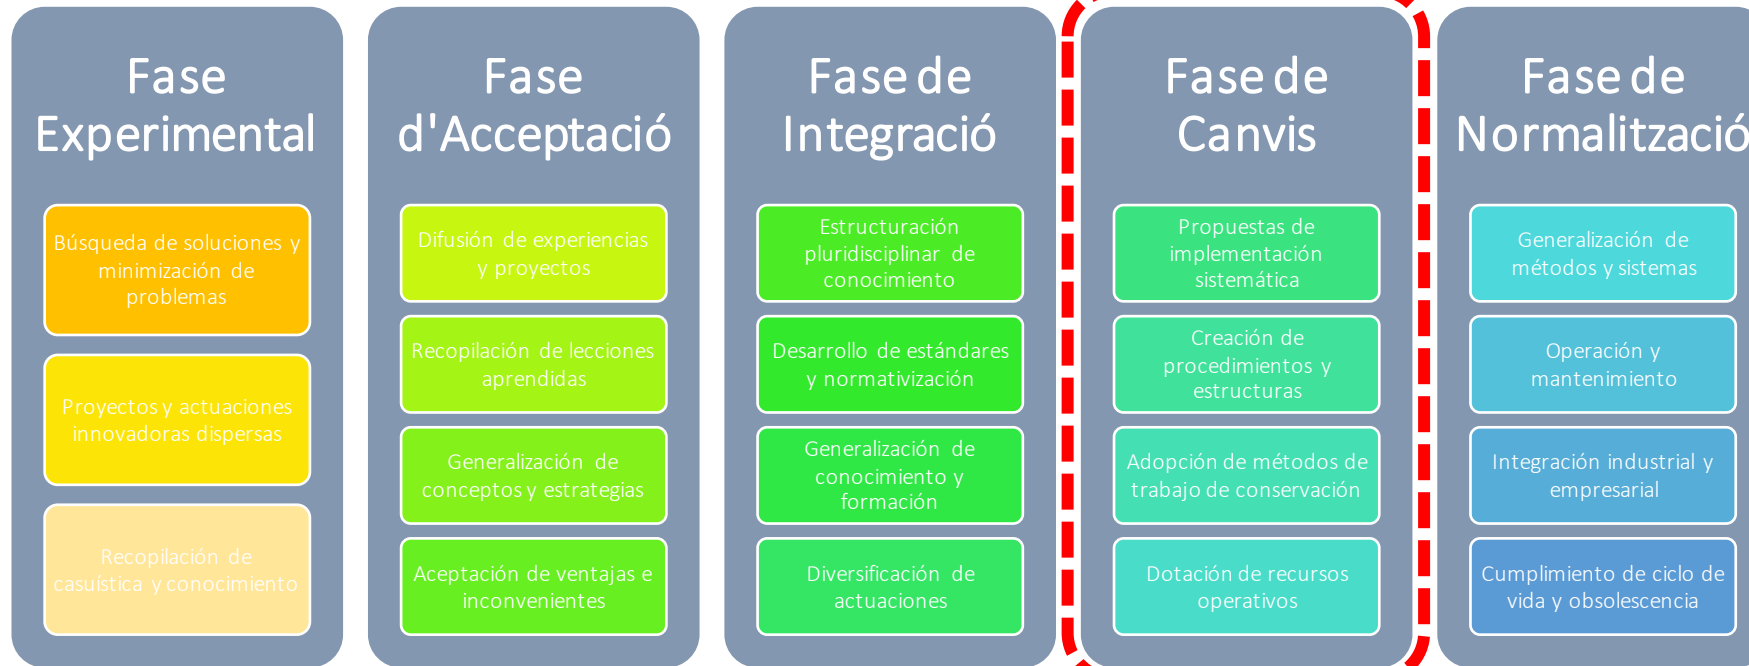 Fase
Experimental
Búsqueda de soluciones y
minimización de
problemas
Proyectos y actuaciones
innovadoras dispersas
Recopilación de
casuística y conocimiento
Fase
d'Acceptació
Difusión de experiencias
y proyectos
Recopilación de lecciones
aprendidas
Generalización de
conceptos y estrategias
Aceptación de ventajas e
inconvenientes
Fase de
Integració
Estructuración
pluridisciplinar de
conocimiento
Desarrollo de estándares
y normativización
Generalización de
conocimiento y
formación
Diversificación de
actuaciones
Fase de
Canvis
Propuestas de
implementación
sistemática
Creación de
procedimientos y
estructuras
Adopción de métodos de
trabajo de conservación
Dotación de recursos
operativos
Fase de
Normalització
Generalización de
métodos y sistemas
Operación y
mantenimiento
Integración industrial y
empresarial
Cumplimiento de ciclo de
vida y obsolescencia